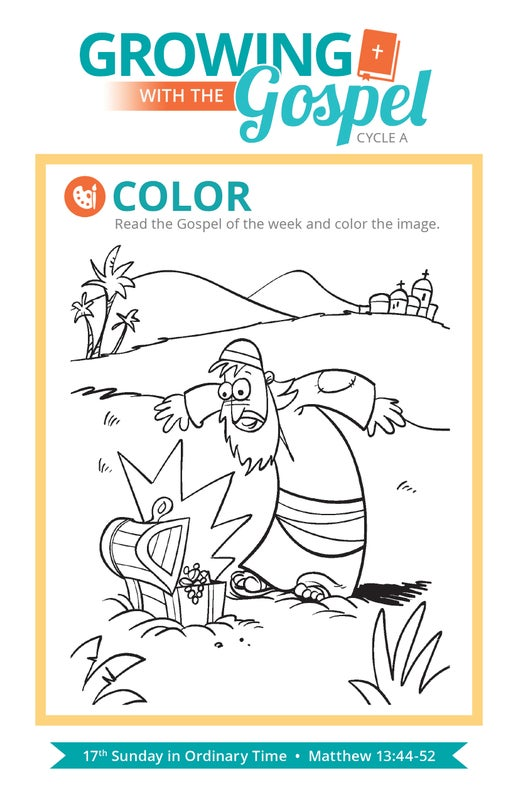 GROWING
WITH THE Gospel
CYCLE A
COLOR
Read the Gospel of the week and color the image.
17th Sunday in Ordinary Time • Matthew 13:44-52